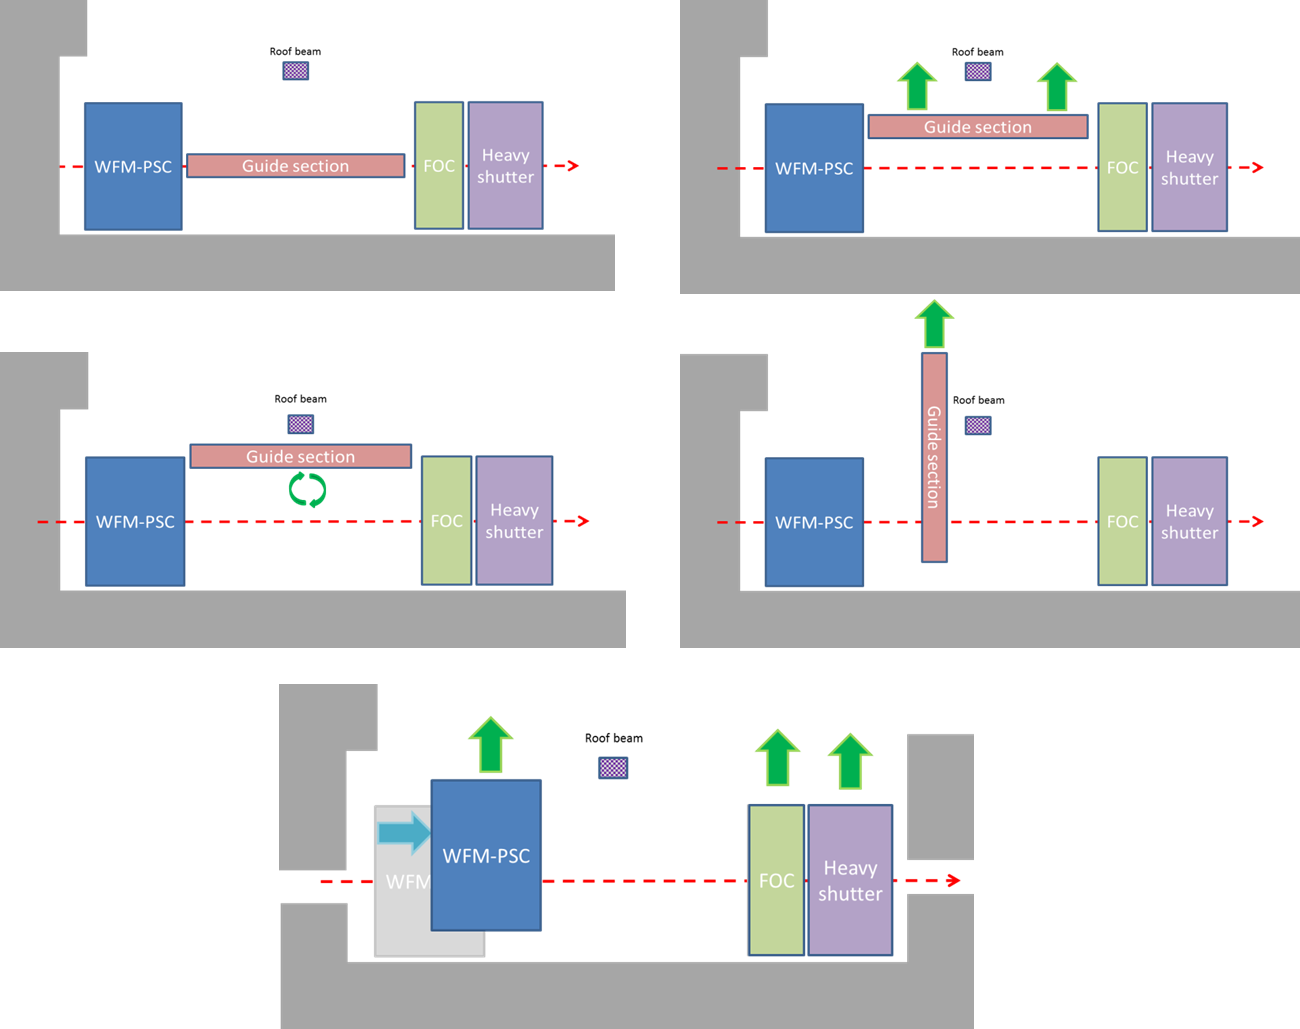 Roof beam
WFM-PSC
Guide section
FOC
Heavy
shutter
Roof beam
Guide section
WFM-PSC
FOC
Heavy
shutter
Roof beam
Guide section
WFM-PSC
FOC
Heavy
shutter
Guide section
Roof beam
WFM-PSC
FOC
Heavy
shutter
Roof beam
WFM
WFM-PSC
FOC
Heavy
shutter